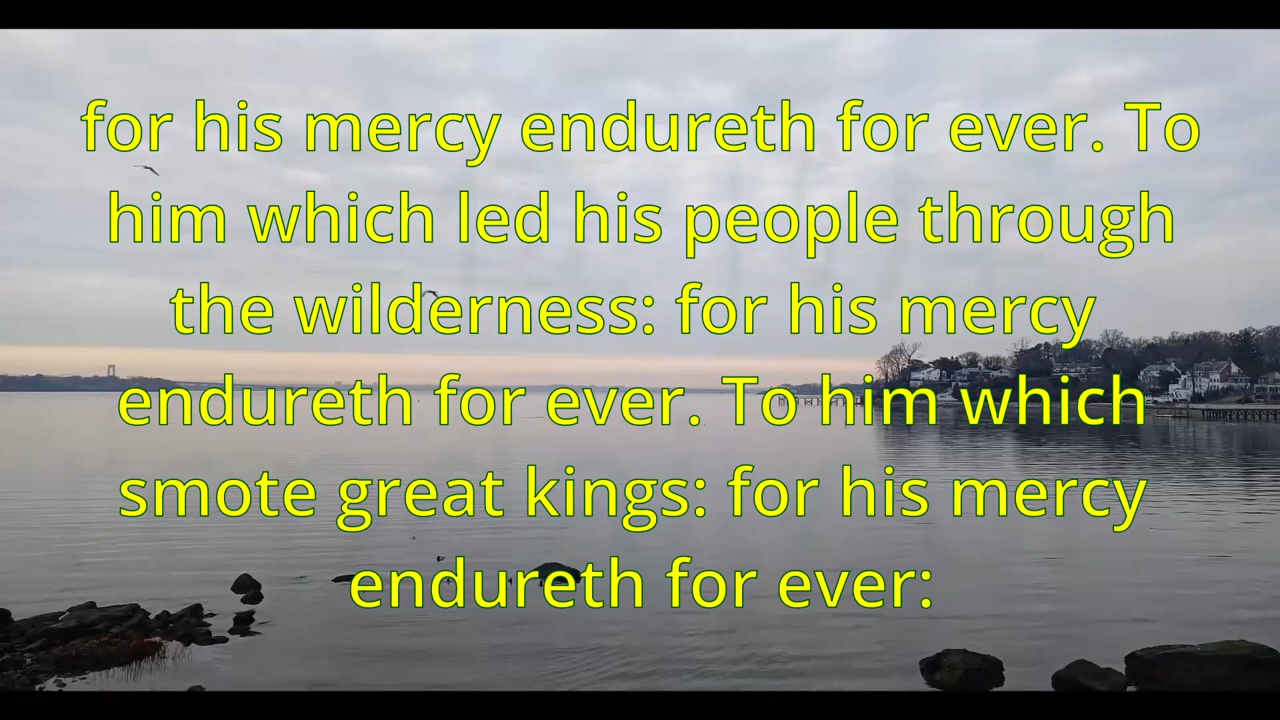 for his mercy endureth for ever. To
him which led his people through
the wilderness: for his mercy
endureth for ever. To him which
smote great kings: for his mercy
endureth for ever: